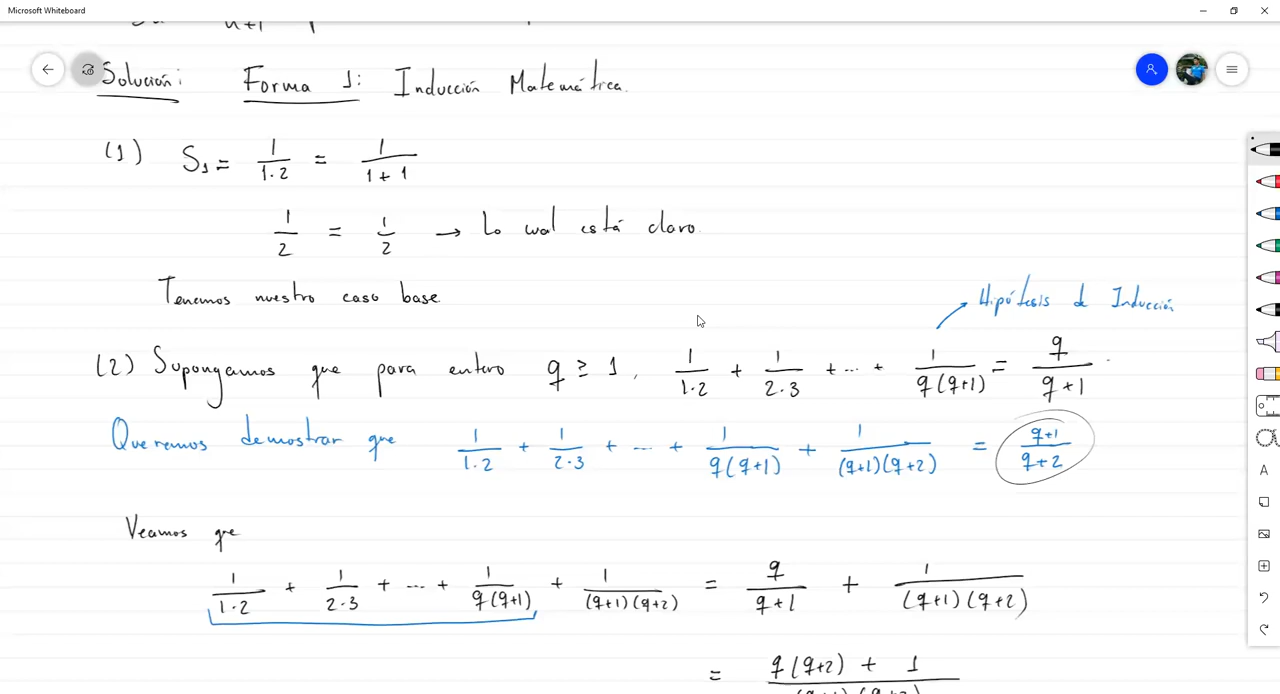 Microsoft Whiteboard
n+1
Solución: Forma 1: Inducción Matemática.
(1) S₁ = 1/(1·2) = 1/(1+1)
1/2 = 1/2 → Lo cual está claro.
Tenemos nuestro caso base.
Hipótesis de Inducción
(2) Supongamos que para entero q ≥ 1, 1/(1·2) + 1/(2·3) + ... + 1/(q(q+1)) = q/(q+1).
Queremos demostrar que 1/(1·2) + 1/(2·3) + ... + 1/(q(q+1)) + 1/((q+1)(q+2)) = (q+1)/(q+2)
Veamos que
1/(1·2) + 1/(2·3) + ... + 1/(q(q+1)) + 1/((q+1)(q+2)) = q/(q+1) + 1/((q+1)(q+2))
= q(q+2) + 1